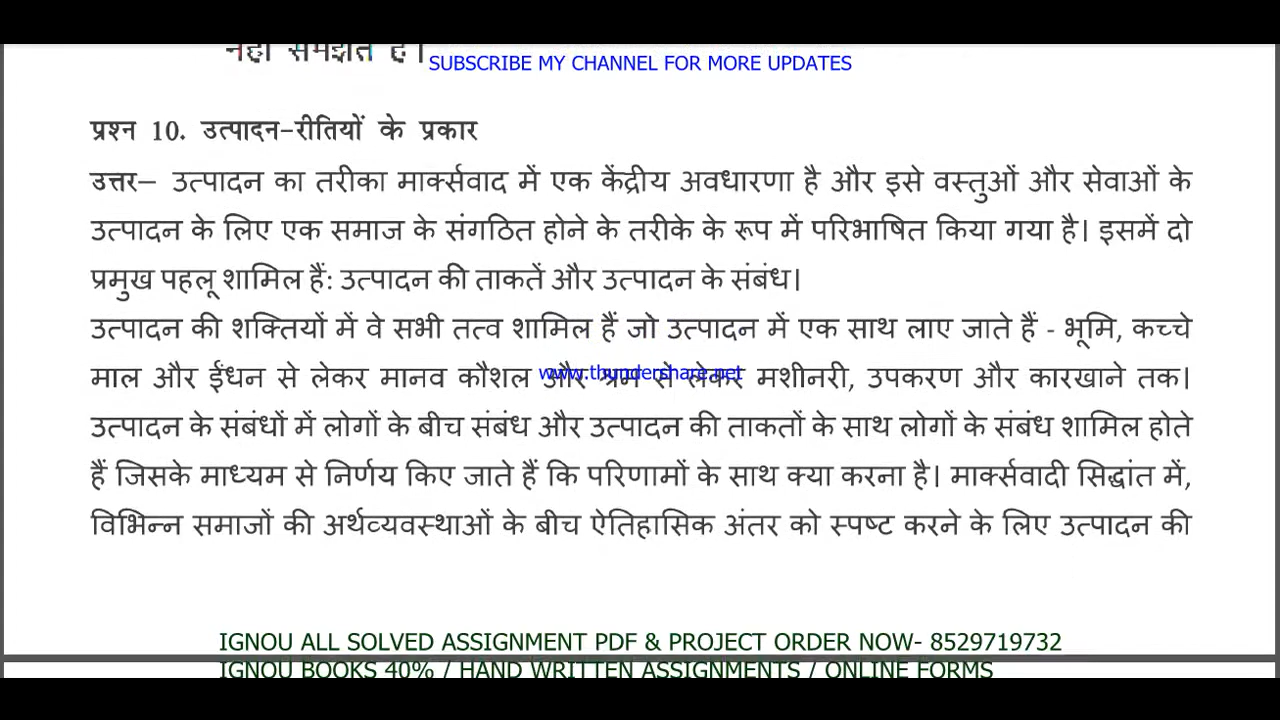 नहीं समझते हैं।
SUBSCRIBE MY CHANNEL FOR MORE UPDATES
प्रश्न 10. उत्पादन-रीतियों के प्रकार
उत्तर– उत्पादन का तरीका मार्क्सवाद में एक केंद्रीय अवधारणा है और इसे वस्तुओं और सेवाओं के
उत्पादन के लिए एक समाज के संगठित होने के तरीके के रूप में परिभाषित किया गया है। इसमें दो
प्रमुख पहलू शामिल हैं: उत्पादन की ताकतें और उत्पादन के संबंध।
उत्पादन की शक्तियों में वे सभी तत्व शामिल हैं जो उत्पादन में एक साथ लाए जाते हैं - भूमि, कच्चे
माल और ईंधन से लेकर मानव कौशल और श्रम से लेकर मशीनरी, उपकरण और कारखाने तक।
www.thundershare.net
उत्पादन के संबंधों में लोगों के बीच संबंध और उत्पादन की ताकतों के साथ लोगों के संबंध शामिल होते
हैं जिसके माध्यम से निर्णय किए जाते हैं कि परिणामों के साथ क्या करना है। मार्क्सवादी सिद्धांत में,
विभिन्न समाजों की अर्थव्यवस्थाओं के बीच ऐतिहासिक अंतर को स्पष्ट करने के लिए उत्पादन की
IGNOU ALL SOLVED ASSIGNMENT PDF & PROJECT ORDER NOW- 8529719732
IGNOU BOOKS 40% / HAND WRITTEN ASSIGNMENTS / ONLINE FORMS